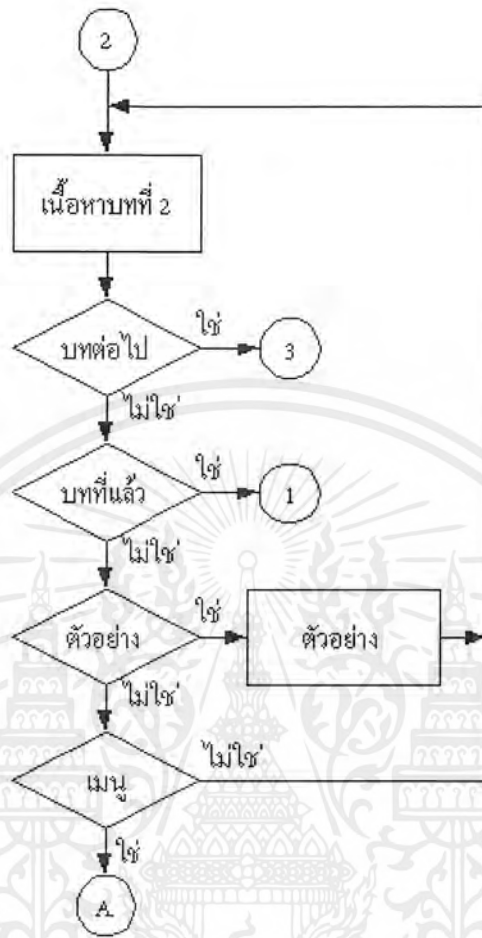 2
เนื้อหาบทที่ 2
บทต่อไป
ใช่
3
ไม่ใช่
บทที่แล้ว
ใช่
1
ไม่ใช่
ตัวอย่าง
ใช่
ตัวอย่าง
ไม่ใช่
เมนู
ไม่ใช่
ใช่
A